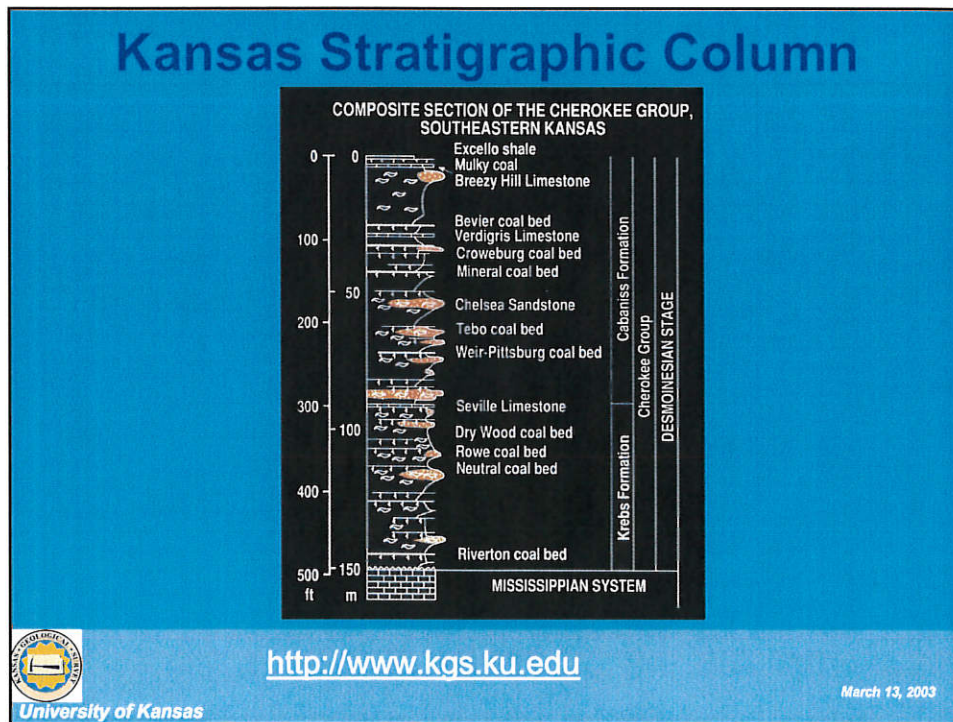 Kansas Stratigraphic Column
COMPOSITE SECTION OF THE CHEROKEE GROUP,
SOUTHEASTERN KANSAS
Excello shale
0 0
Mulky coal
Breezy Hill Limestone
Bevier coal bed
Verdigris Limestone
100
Croweburg coal bed
Mineral coal bed
50
Chelsea Sandstone
200
Tebo coal bed
Weir-Pittsburg coal bed
300
Seville Limestone
100
Dry Wood coal bed
Rowe coal bed
Neutral coal bed
400
Riverton coal bed
500 150
ft m
MISSISSIPPIAN SYSTEM
Cabaniss Formation
Krebs Formation
Cherokee Group
DESMOINESIAN STAGE
KANSAS GEOLOGICAL SURVEY
http://www.kgs.ku.edu
University of Kansas
March 13, 2003